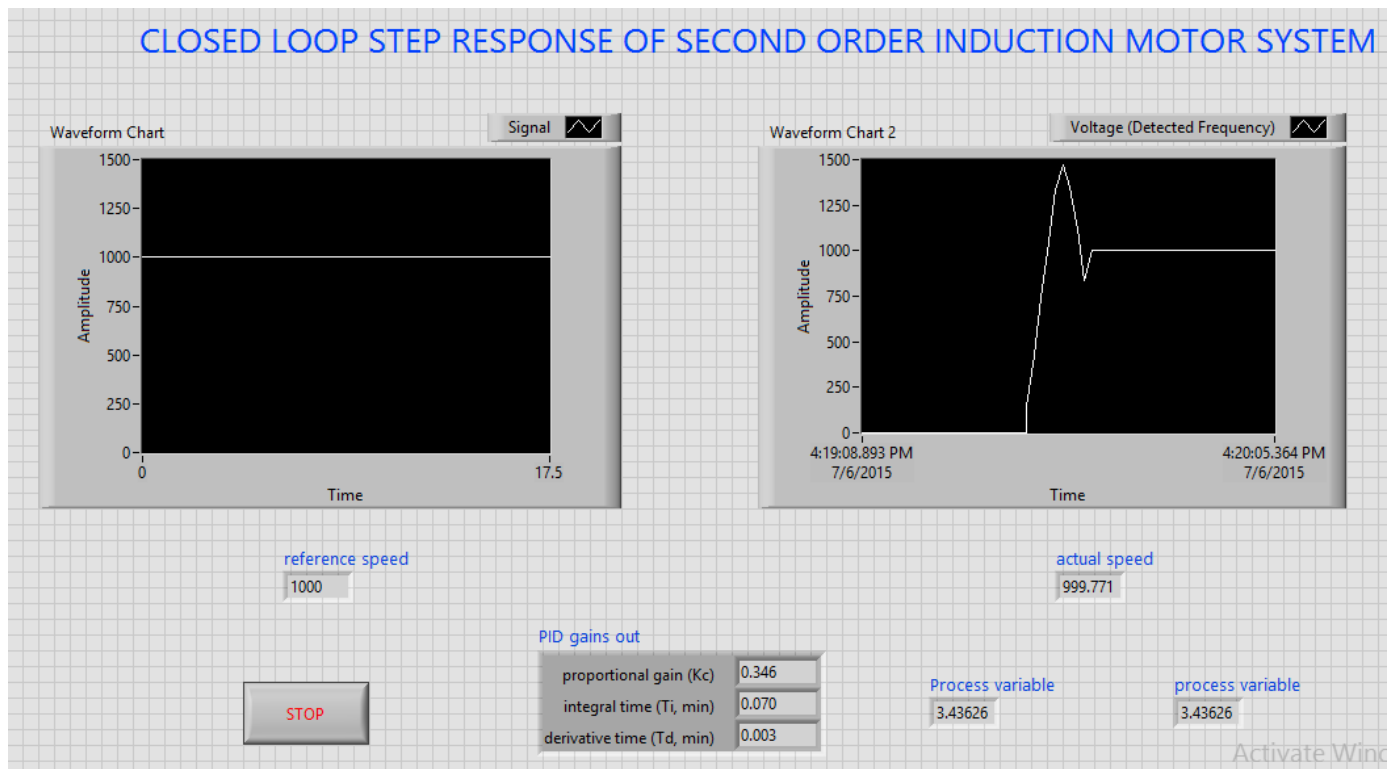 CLOSED LOOP STEP RESPONSE OF SECOND ORDER INDUCTION MOTOR SYSTEM
Waveform Chart
Signal
1500
1250
1000
750
500
250
0
Amplitude
0
17.5
Time
Waveform Chart 2
Voltage (Detected Frequency)
1500
1250
1000
750
500
250
0
Amplitude
4:19:08.893 PM
7/6/2015
4:20:05.364 PM
7/6/2015
Time
reference speed
1000
actual speed
999.771
PID gains out
proportional gain (Kc)
0.346
integral time (Ti, min)
0.070
derivative time (Td, min)
0.003
STOP
Process variable
3.43626
process variable
3.43626
Activate Winc